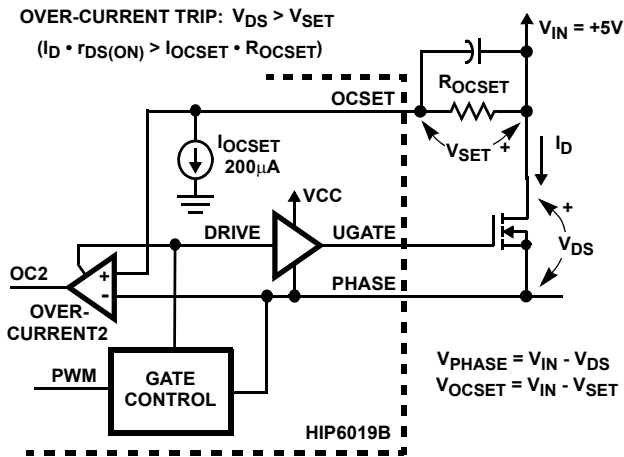 OVER-CURRENT TRIP: VDS > VSET
(ID • rDS(ON) > IOCSET • ROCSET)
VIN = +5V
ROCSET
OCSET
VSET +
ID
IOCSET
200μA
VCC
DRIVE
UGATE
+
VDS
OC2
+
-
PHASE
OVER-
CURRENT2
PWM
GATE
CONTROL
VPHASE = VIN - VDS
VOCSET = VIN - VSET
HIP6019B